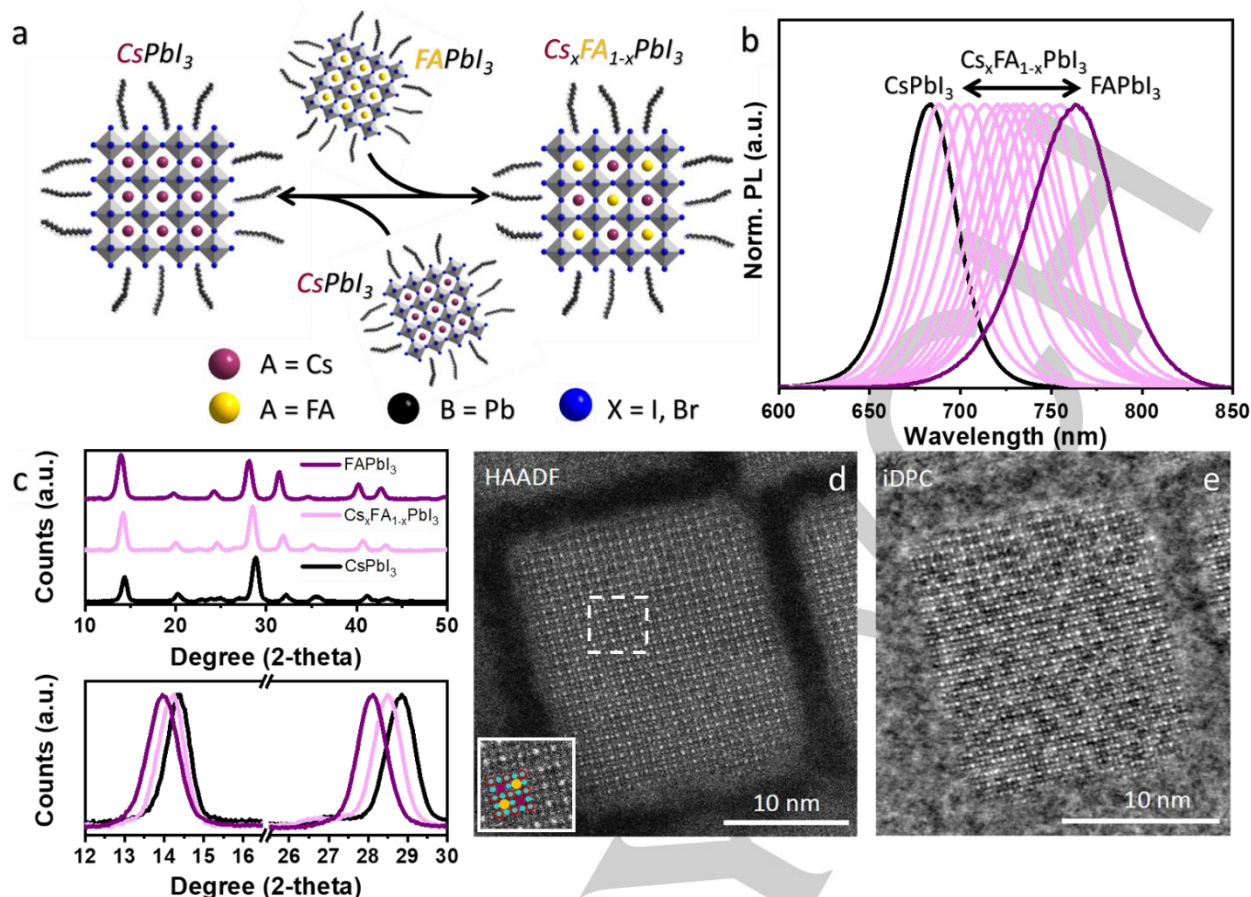 a
CsPbI₃
FAPbI₃
CsₓFA₁₋ₓPbI₃
CsPbI₃
A = Cs
A = FA
B = Pb
X = I, Br
b
CsₓFA₁₋ₓPbI₃
CsPbI₃
FAPbI₃
Norm. PL (a.u.)
600 650 700 750 800 850
Wavelength (nm)
c
FAPbI₃
CsₓFA₁₋ₓPbI₃
CsPbI₃
Counts (a.u.)
10 20 30 40 50
Degree (2-theta)
Counts (a.u.)
12 13 14 15 16 26 27 28 29 30
Degree (2-theta)
HAADF
d
10 nm
iDPC
e
10 nm